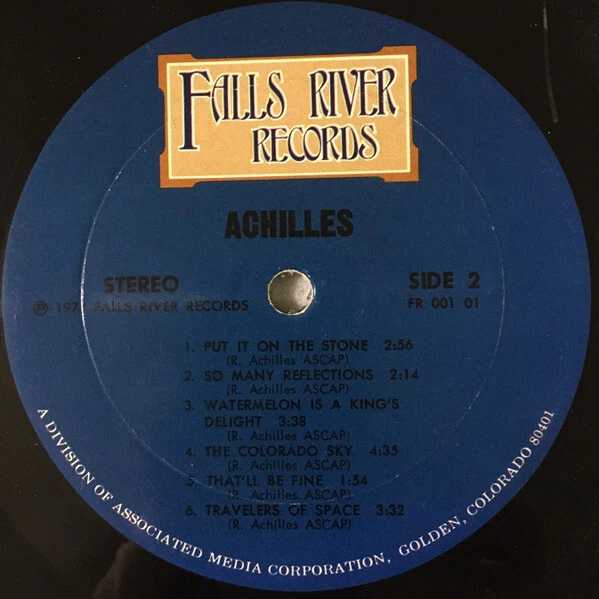 FALLS RIVER
RECORDS
ACHILLES
STEREO
SIDE 2
℗ FALLS RIVER RECORDS
FR 001 01
1. PUT IT ON THE STONE 2:56
(R. Achilles ASCAP)
2. SO MANY REFLECTIONS 2:14
(R. Achilles ASCAP)
3. WATERMELON IS A KING'S
DELIGHT 3:38
(R. Achilles ASCAP)
4. THE COLORADO SKY 4:35
(R. Achilles ASCAP)
5. THAT'LL BE FINE 1:54
(R. Achilles ASCAP)
6. TRAVELERS OF SPACE 3:32
(R. Achilles ASCAP)
A DIVISION OF ASSOCIATED MEDIA CORPORATION, GOLDEN, COLORADO 80401